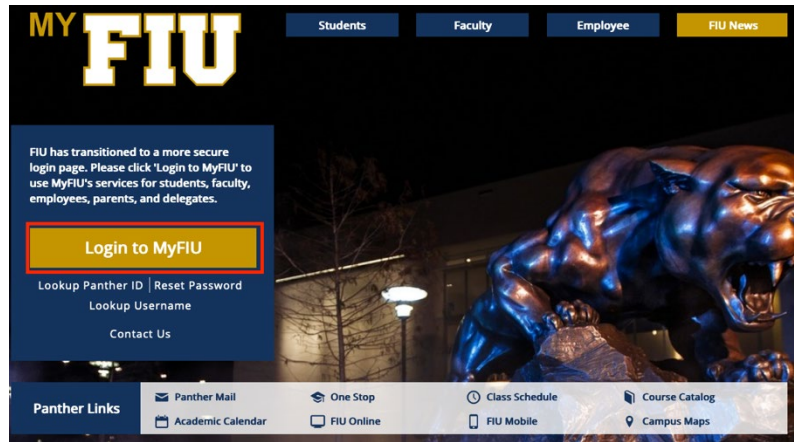 MY
FIU
Students
Faculty
Employee
FIU News
FIU has transitioned to a more secure
login page. Please click 'Login to MyFIU' to
use MyFIU's services for students, faculty,
employees, parents, and delegates.
Login to MyFIU
Lookup Panther ID | Reset Password
Lookup Username
Contact Us
Panther Links
Panther Mail
One Stop
Class Schedule
Course Catalog
Academic Calendar
FIU Online
FIU Mobile
Campus Maps